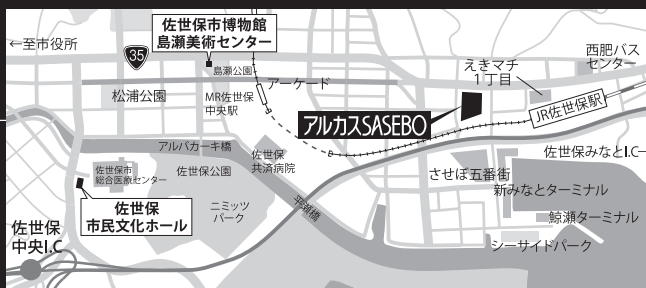 ←至市役所
35
佐世保市博物館
島瀬美術センター
島瀬公園
アーケード
松浦公園
MR佐世保
中央駅
えきマチ
1丁目
西肥バス
センター
アルカスSASEBO
JR佐世保駅
アルバカーキ橋
佐世保市
総合医療センター
佐世保公園
佐世保
共済病院
佐世保みなとI.C
させぼ五番街
新みなとターミナル
佐世保
市民文化ホール
ニミッツ
パーク
平瀬橋
鯨瀬ターミナル
佐世保
中央I.C
シーサイドパーク